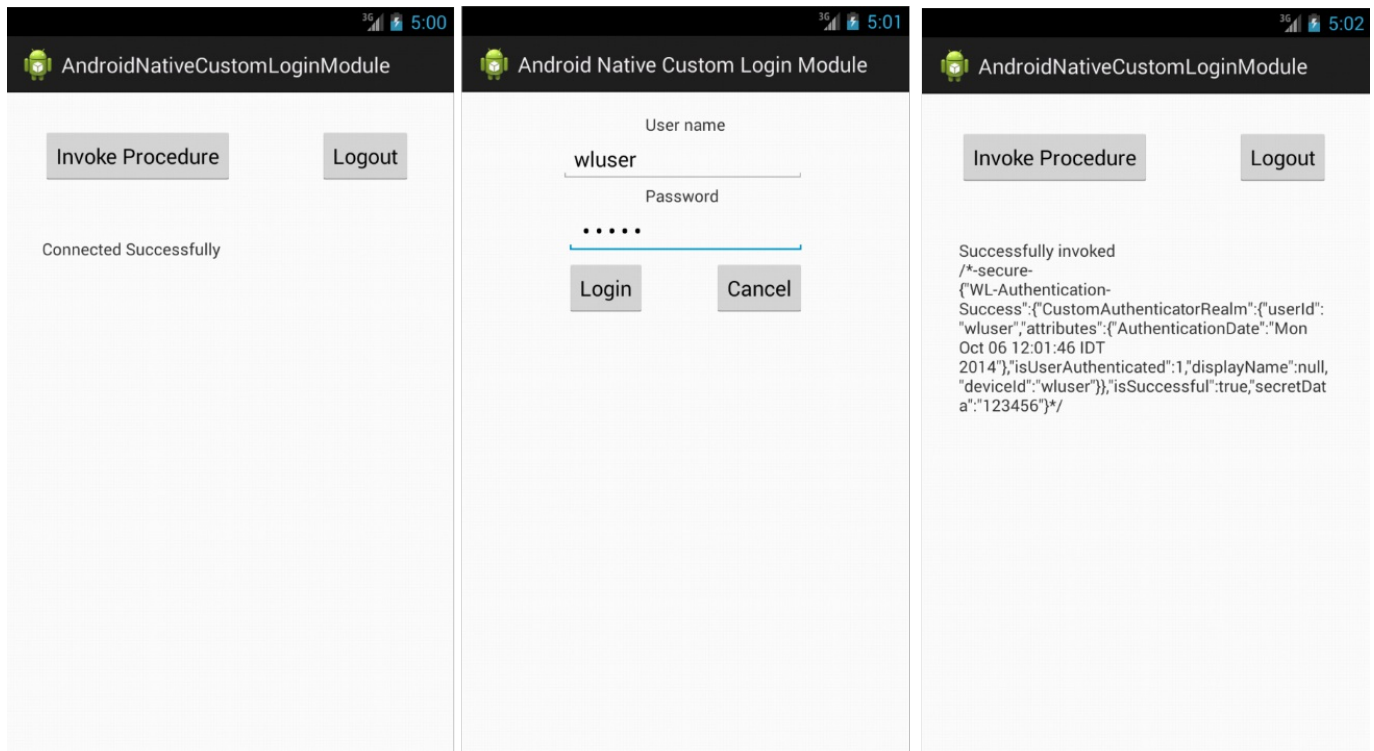 3G 5:00
AndroidNativeCustomLoginModule
Invoke Procedure Logout
Connected Successfully
3G 5:01
Android Native Custom Login Module
User name
wluser
Password
•••••
Login Cancel
3G 5:02
AndroidNativeCustomLoginModule
Invoke Procedure Logout
Successfully invoked
/*-secure-
{"WL-Authentication-
Success":{"CustomAuthenticatorRealm":{"userId":
"wluser","attributes":{"AuthenticationDate":"Mon
Oct 06 12:01:46 IDT
2014"},"isUserAuthenticated":1,"displayName":null,
"deviceId":"wluser"}},"isSuccessful":true,"secretDat
a":"123456"}*/